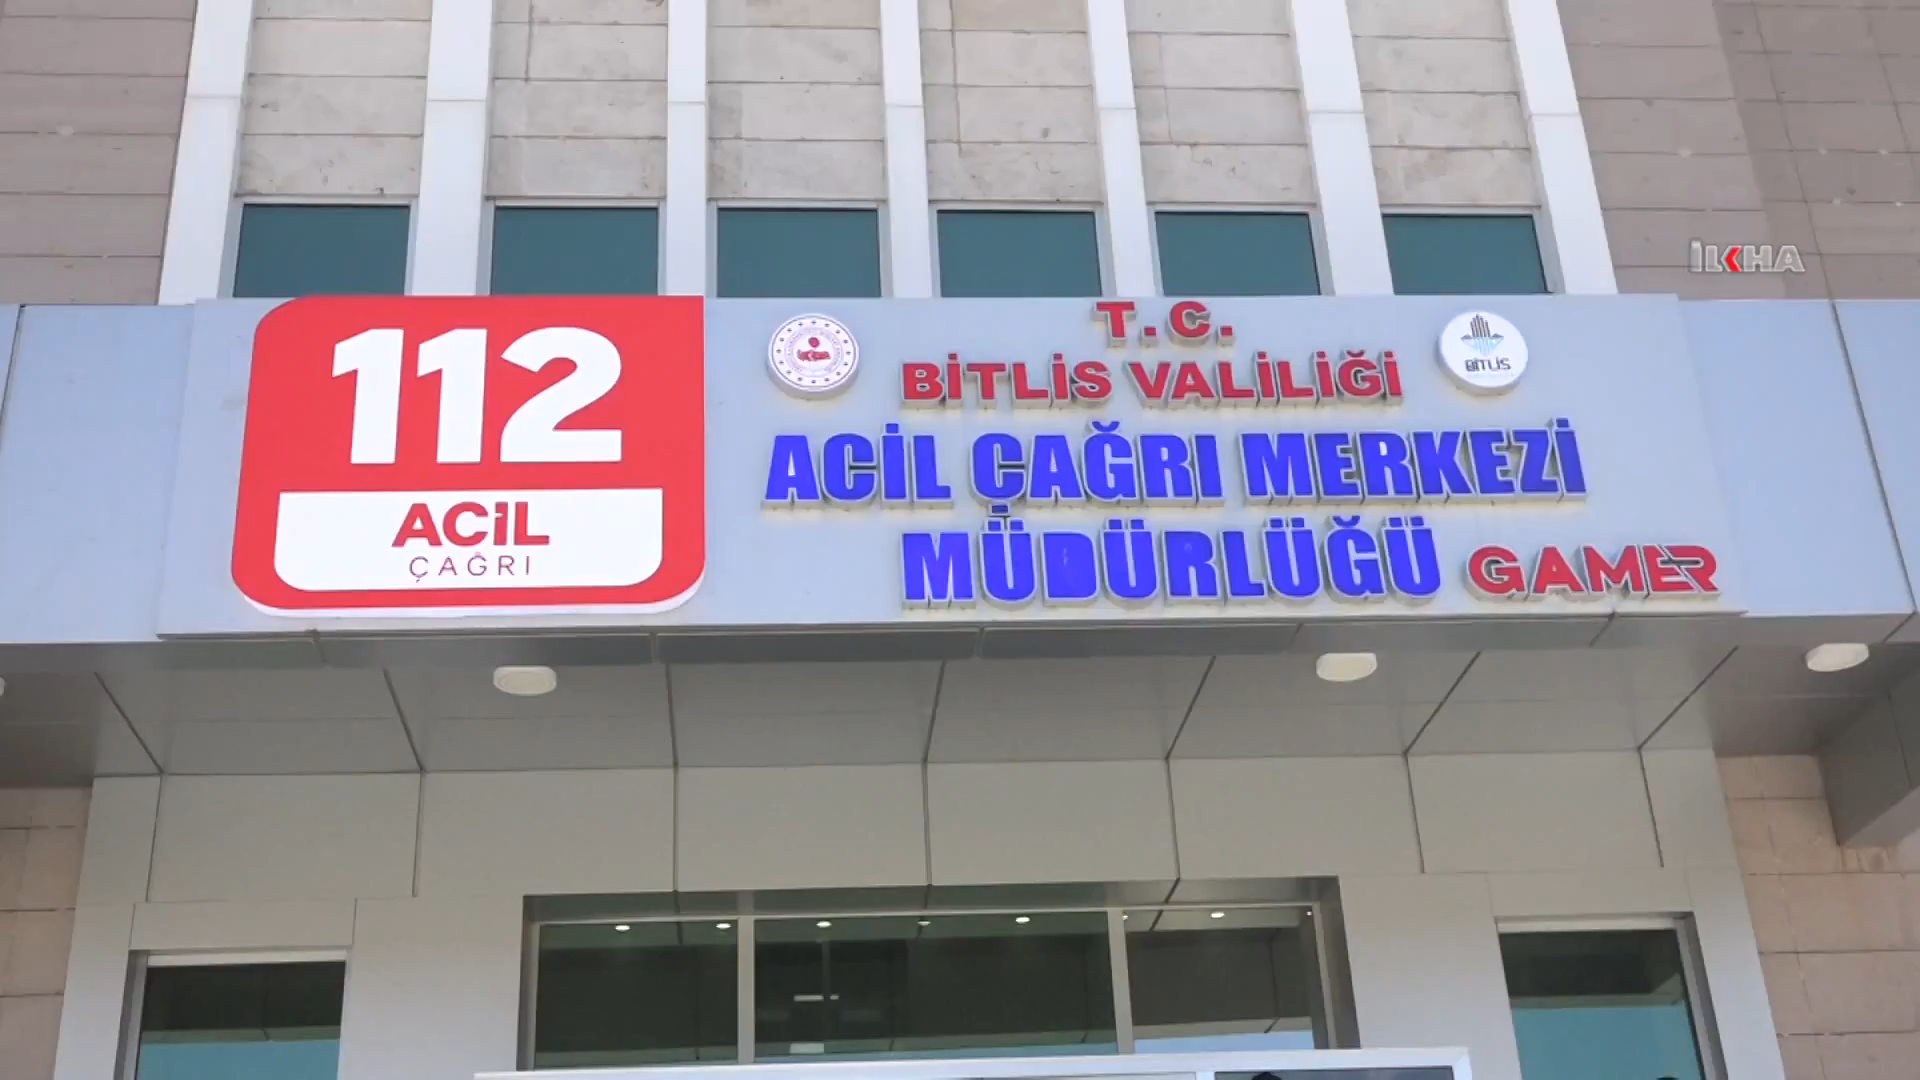 İLKHA
112
ACİL
ÇAĞRI
T.C.
BİTLİS VALİLİĞİ
BİTLİS
ACİL ÇAĞRI MERKEZİ
MÜDÜRLÜĞÜ
GAMER